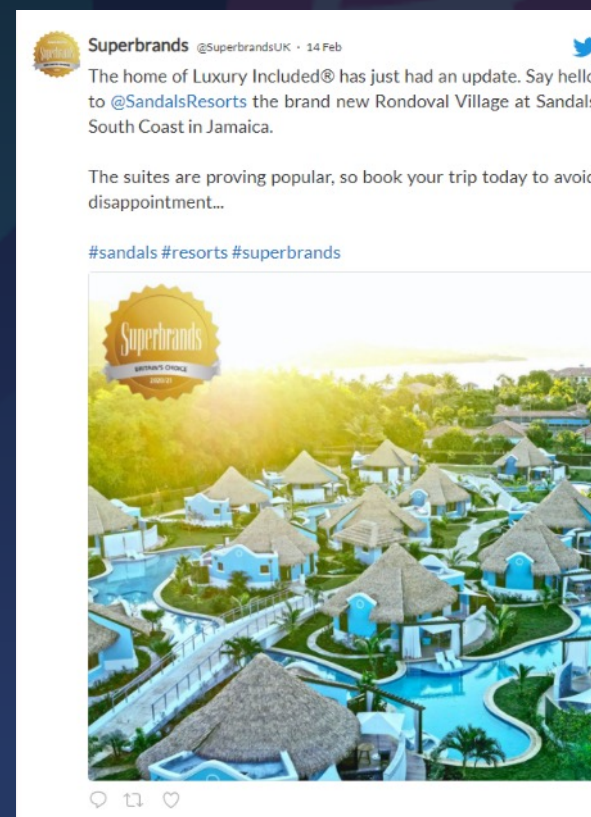 Superbrands @SuperbrandsUK · 14 Feb
The home of Luxury Included® has just had an update. Say hello
to @SandalsResorts the brand new Rondoval Village at Sandals
South Coast in Jamaica.
The suites are proving popular, so book your trip today to avoid
disappointment...
#sandals #resorts #superbrands
Superbrands
BRITAIN'S CHOICE
2020/21